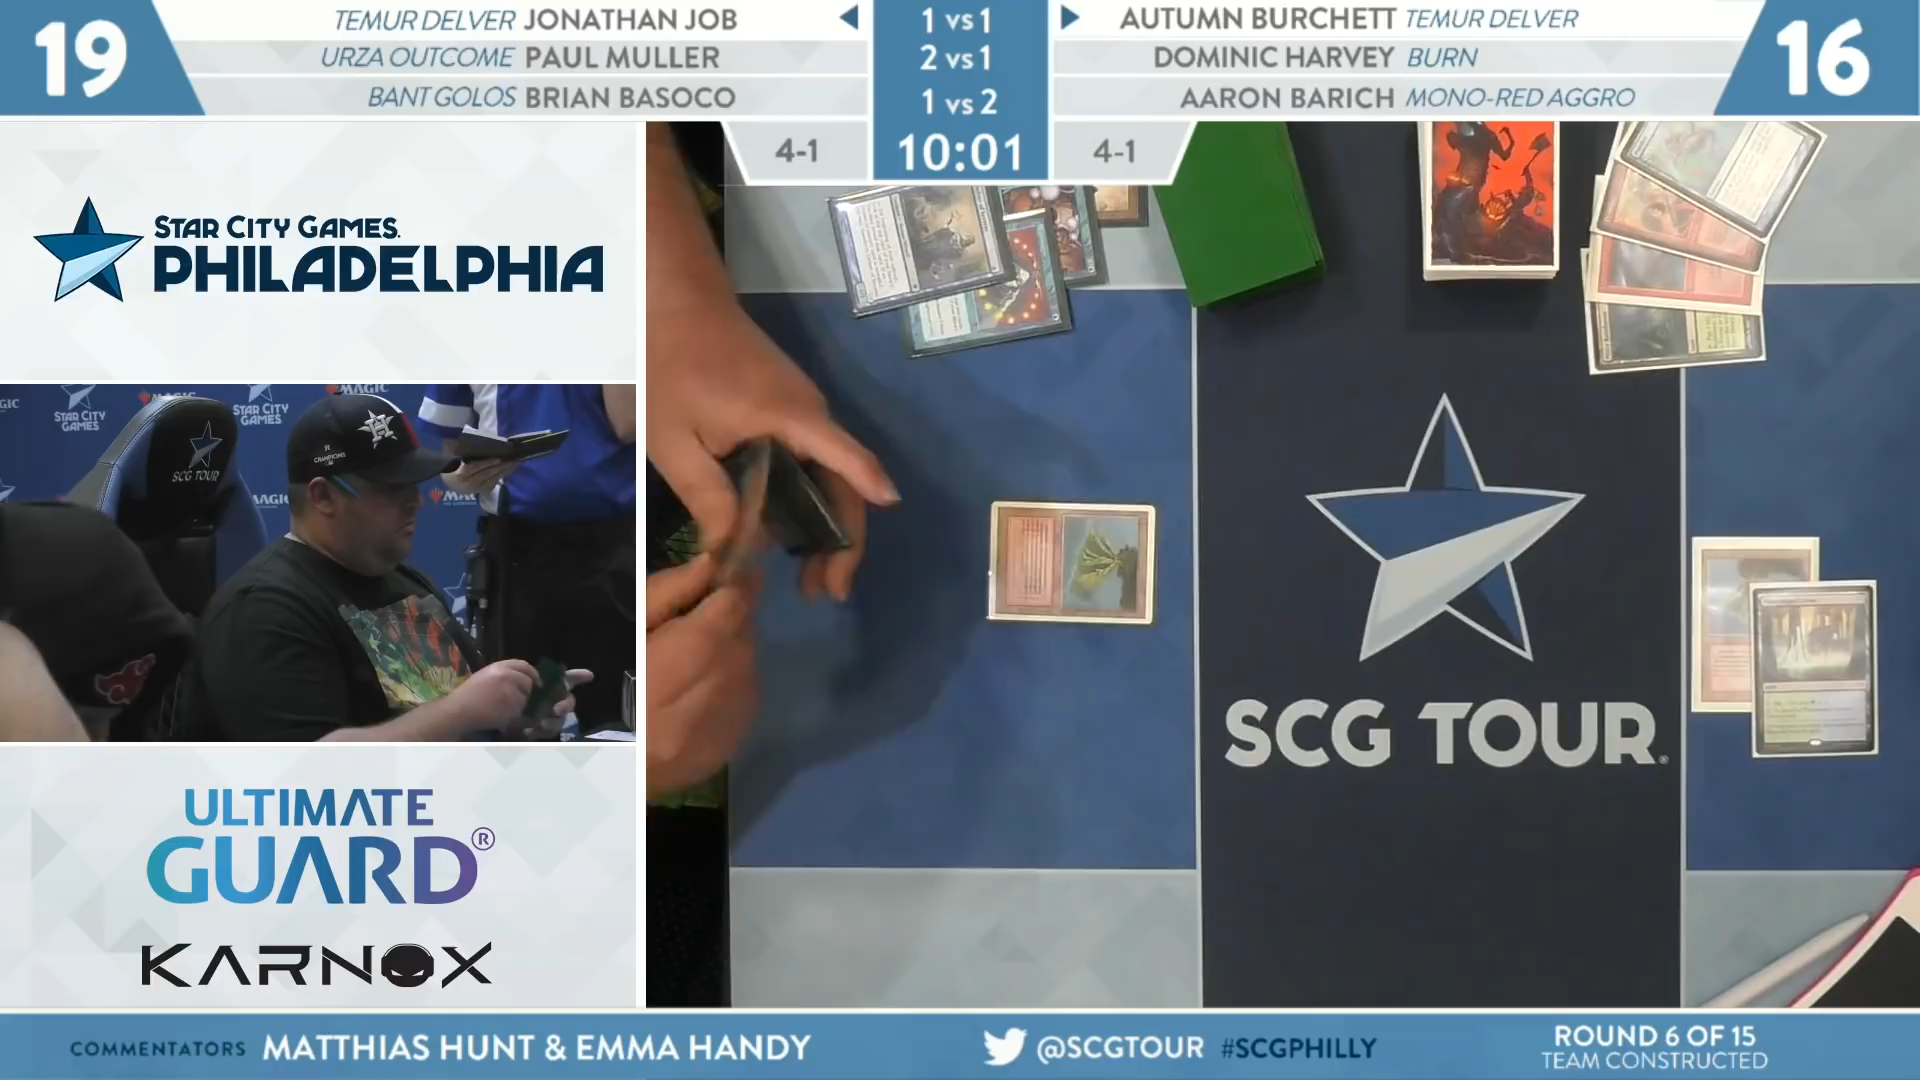 19
TEMUR DELVER JONATHAN JOB
URZA OUTCOME PAUL MULLER
BANT GOLOS BRIAN BASOCO
4-1
1 vs 1
2 vs 1
1 vs 2
10:01
AUTUMN BURCHETT TEMUR DELVER
DOMINIC HARVEY BURN
AARON BARICH MONO-RED AGGRO
4-1
16
STAR CITY GAMES.
PHILADELPHIA
STAR CITY
GAMES
STAR CITY
GAMES
MAGIC
SCG TOUR
CHAMPIONS
ULTIMATE
GUARD®
KARNOX
SCG TOUR®
COMMENTATORS MATTHIAS HUNT & EMMA HANDY
@SCGTOUR #SCGPHILLY
ROUND 6 OF 15
TEAM CONSTRUCTED